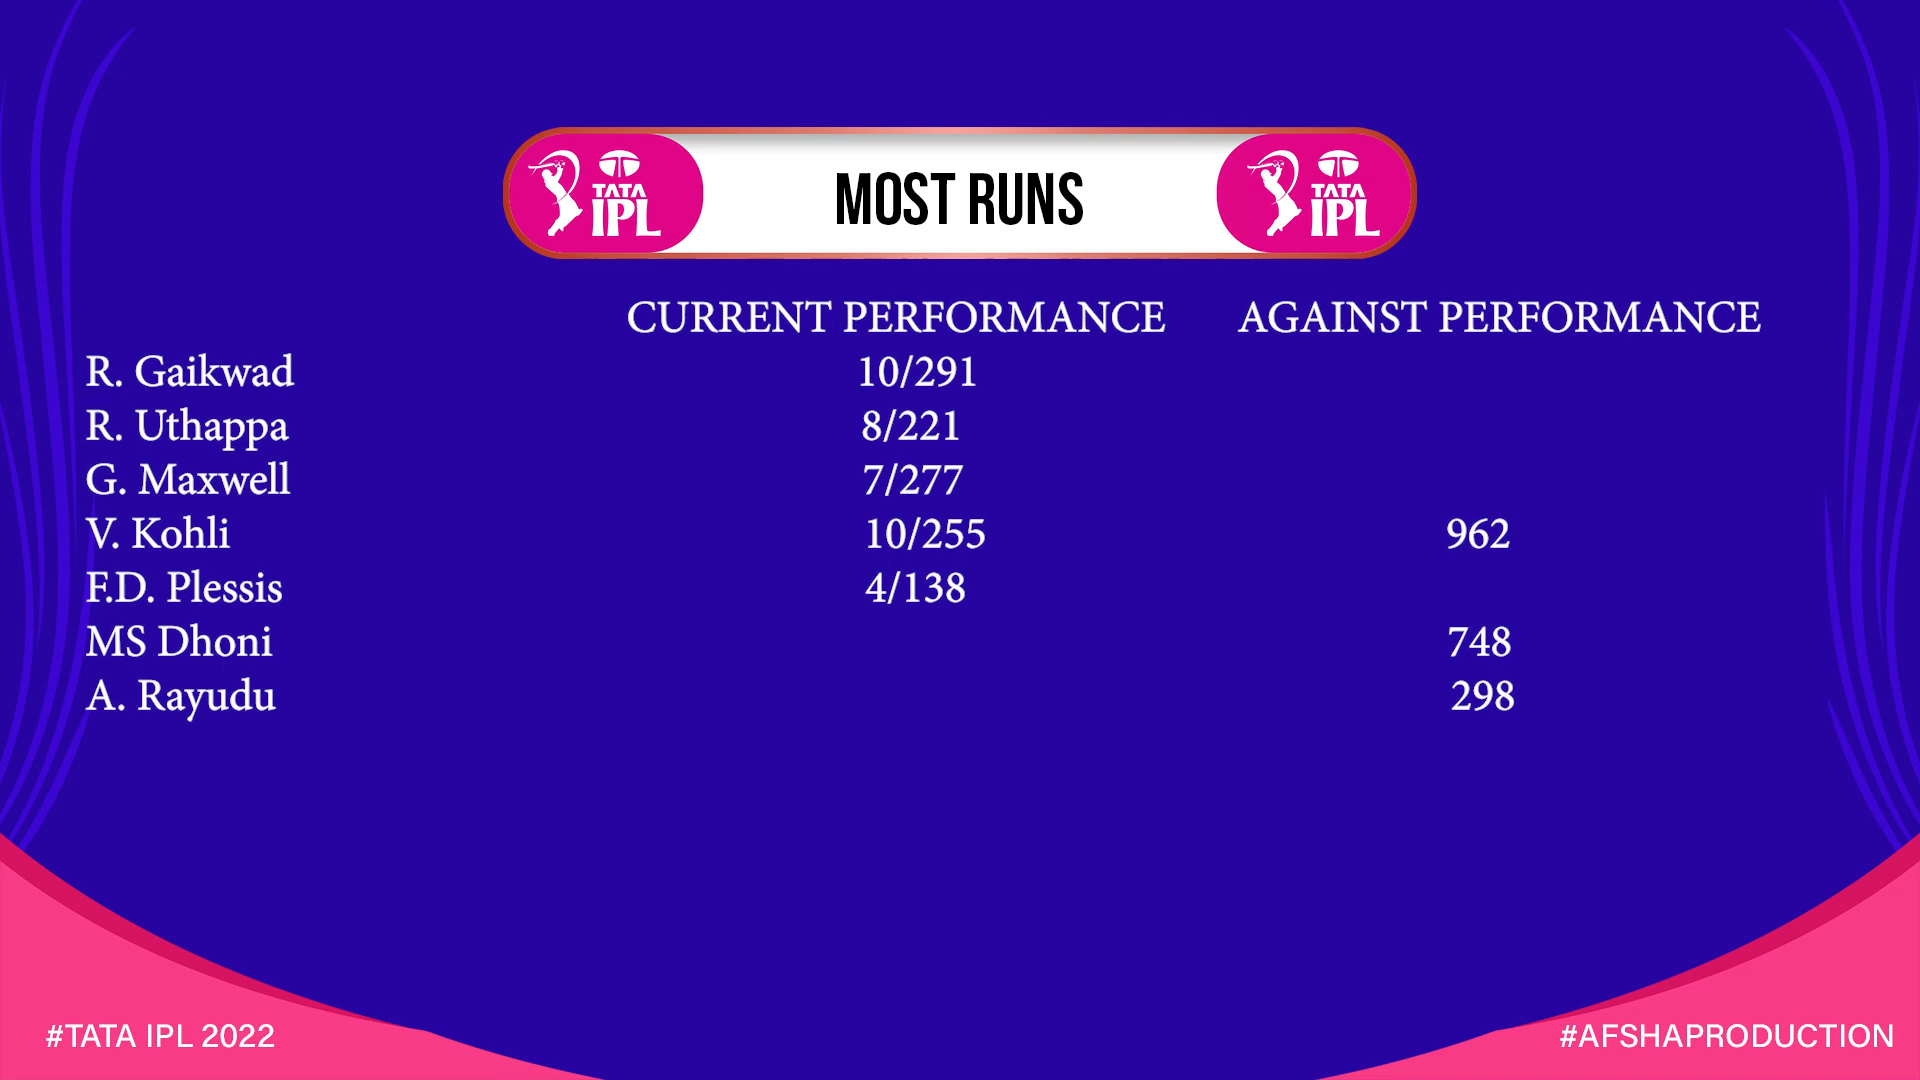 TATA IPL MOST RUNS TATA IPL
CURRENT PERFORMANCE AGAINST PERFORMANCE
R. Gaikwad 10/291
R. Uthappa 8/221
G. Maxwell 7/277
V. Kohli 10/255 962
F.D. Plessis 4/138
MS Dhoni 748
A. Rayudu 298
#TATA IPL 2022 #AFSHAPRODUCTION